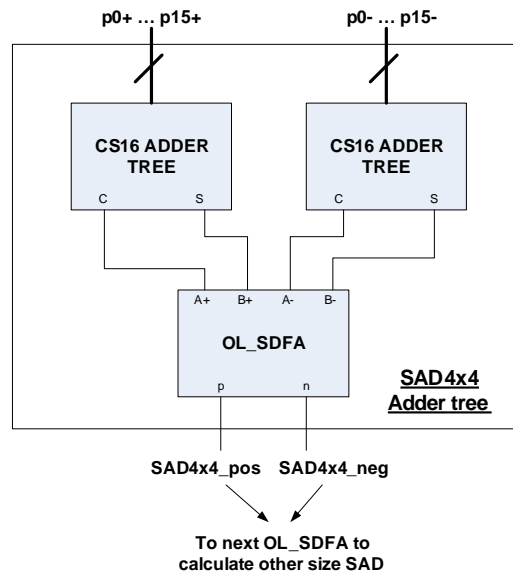 p0+ ... p15+
p0- ... p15-
CS16 ADDER
TREE
C
S
CS16 ADDER
TREE
C
S
A+
B+
A-
B-
OL_SDFA
p
n
SAD4x4
Adder tree
SAD4x4_pos
SAD4x4_neg
To next OL_SDFA to
calculate other size SAD